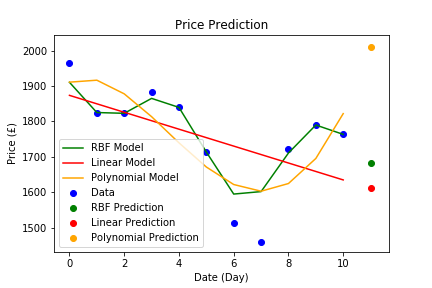 Price Prediction
2000
1900
1800
1700
1600
1500
Price (£)
RBF Model
Linear Model
Polynomial Model
Data
RBF Prediction
Linear Prediction
Polynomial Prediction
0 2 4 6 8 10
Date (Day)